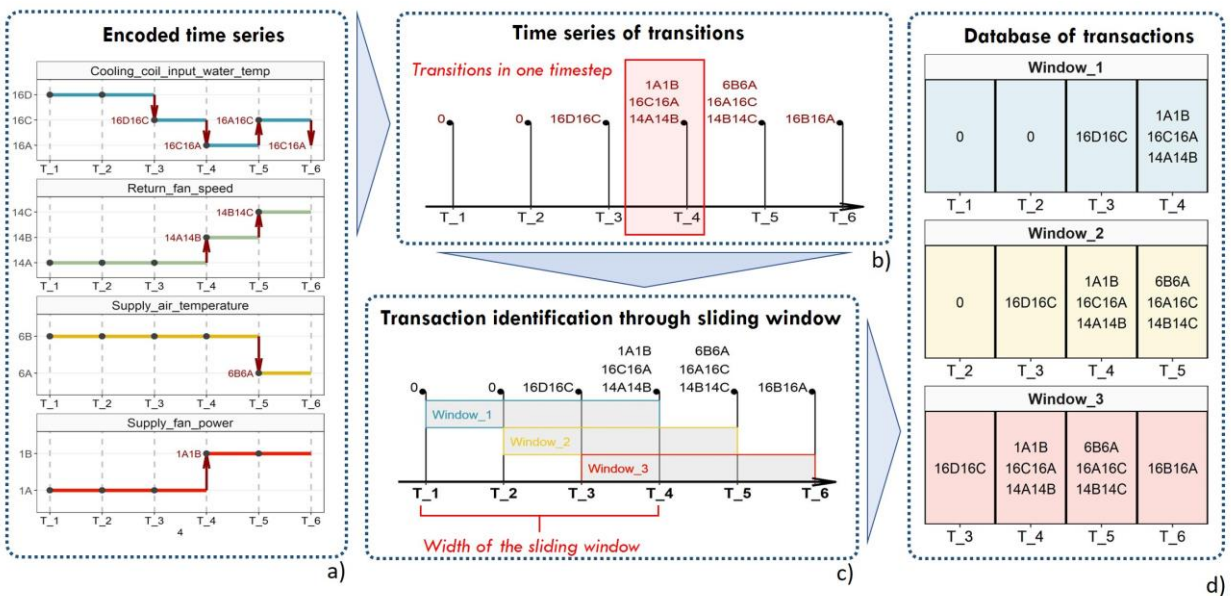 Encoded time series
Cooling_coil_input_water_temp
16D
16C
16A
16D16C
16A16C
16C16A
16C16A
T_1 T_2 T_3 T_4 T_5 T_6
Return_fan_speed
14C
14B
14A
14B14C
14A14B
T_1 T_2 T_3 T_4 T_5 T_6
Supply_air_temperature
6B
6A
6B6A
T_1 T_2 T_3 T_4 T_5 T_6
Supply_fan_power
1B
1A
1A1B
T_1 T_2 T_3 T_4 T_5 T_6
4
a)
Time series of transitions
Transitions in one timestep
1A1B 6B6A
16C16A 16A16C
0 0 16D16C 14A14B 14B14C 16B16A
T_1 T_2 T_3 T_4 T_5 T_6
b)
Transaction identification through sliding window
1A1B 6B6A
16C16A 16A16C
0 0 16D16C 14A14B 14B14C 16B16A
Window_1
Window_2
Window_3
T_1 T_2 T_3 T_4 T_5 T_6
Width of the sliding window
c)
Database of transactions
Window_1
1A1B
0 0 16D16C 16C16A
14A14B
T_1 T_2 T_3 T_4
Window_2
1A1B 6B6A
0 16D16C 16C16A 16A16C
14A14B 14B14C
T_2 T_3 T_4 T_5
Window_3
1A1B 6B6A
16D16C 16C16A 16A16C 16B16A
14A14B 14B14C
T_3 T_4 T_5 T_6
d)